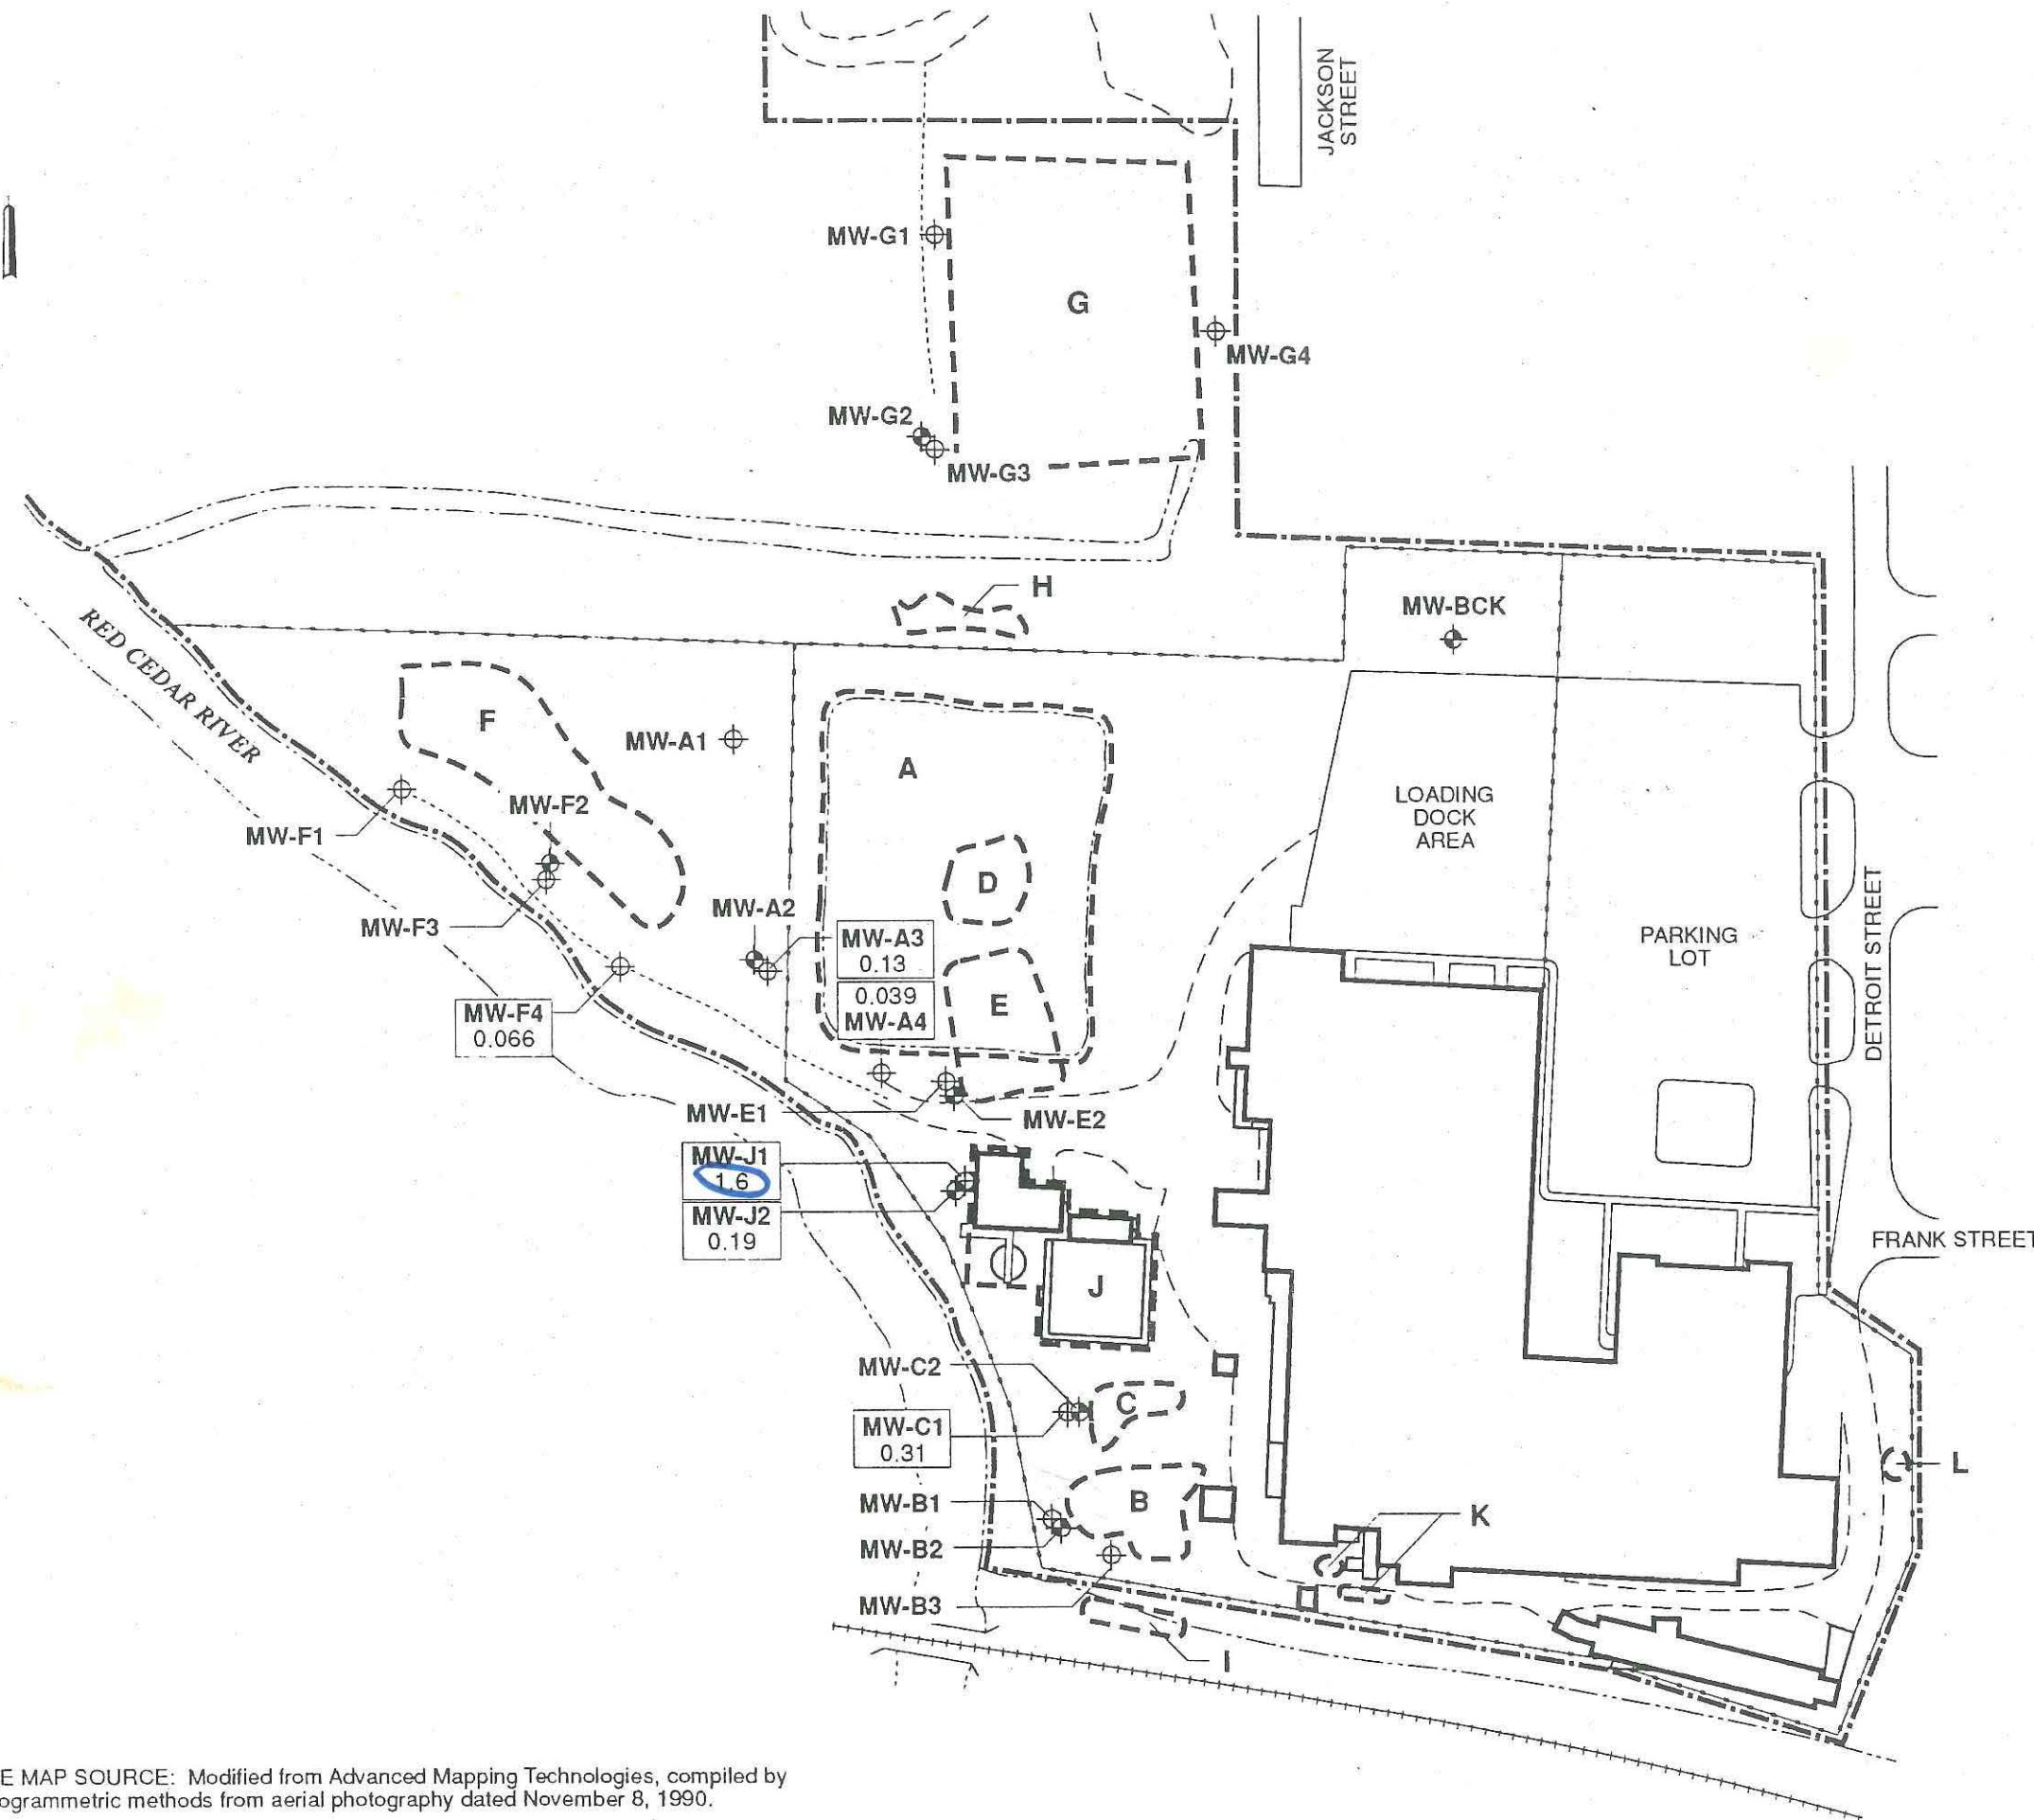 JACKSON
STREET
MW-G1
G
MW-G4
MW-G2
MW-G3
H
MW-BCK
RED CEDAR RIVER
F
MW-A1
A
MW-F2
LOADING
DOCK
AREA
MW-F1
D
DETROIT STREET
MW-A2
MW-F3
MW-A3
0.13
PARKING
LOT
0.039
MW-A4
E
MW-F4
0.066
MW-E1
MW-E2
MW-J1
1.6
MW-J2
0.19
FRANK STREET
J
MW-C2
C
MW-C1
0.31
L
B
MW-B1
K
MW-B2
MW-B3
I
E MAP SOURCE: Modified from Advanced Mapping Technologies, compiled by
ogrammetric methods from aerial photography dated November 8, 1990.